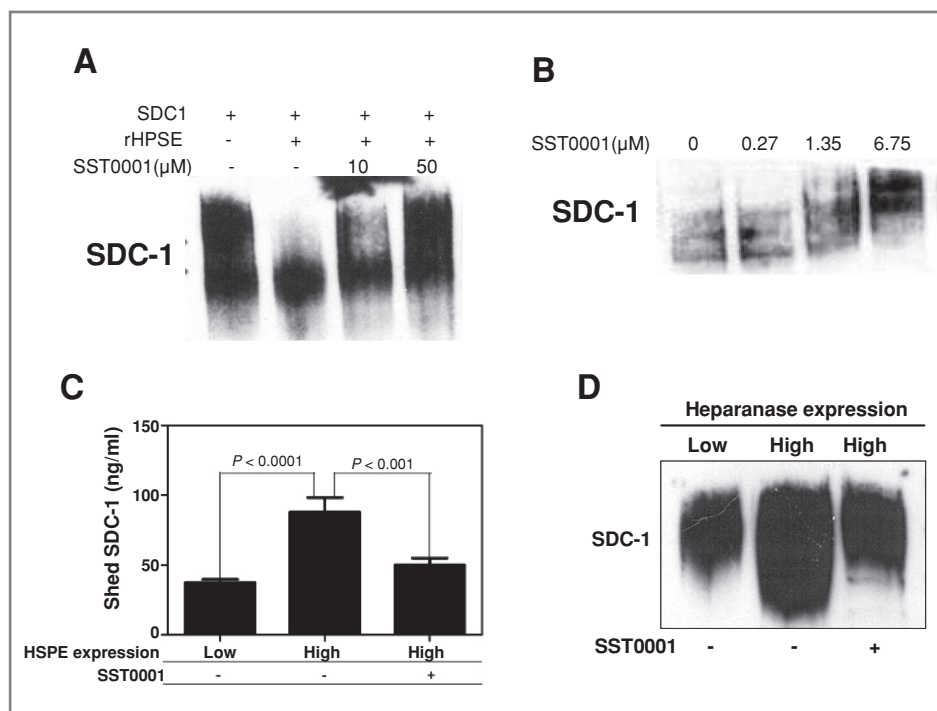 A
SDC1 + + + +
rHPSE - + + +
SST0001(µM) - - 10 50
SDC-1
B
SST0001(µM) 0 0.27 1.35 6.75
SDC-1
C
Shed SDC-1 (ng/ml)
150
100
50
0
P < 0.0001
P < 0.001
HSPE expression Low High High
SST0001 - - +
D
Heparanase expression
Low High High
SDC-1
SST0001 - - +